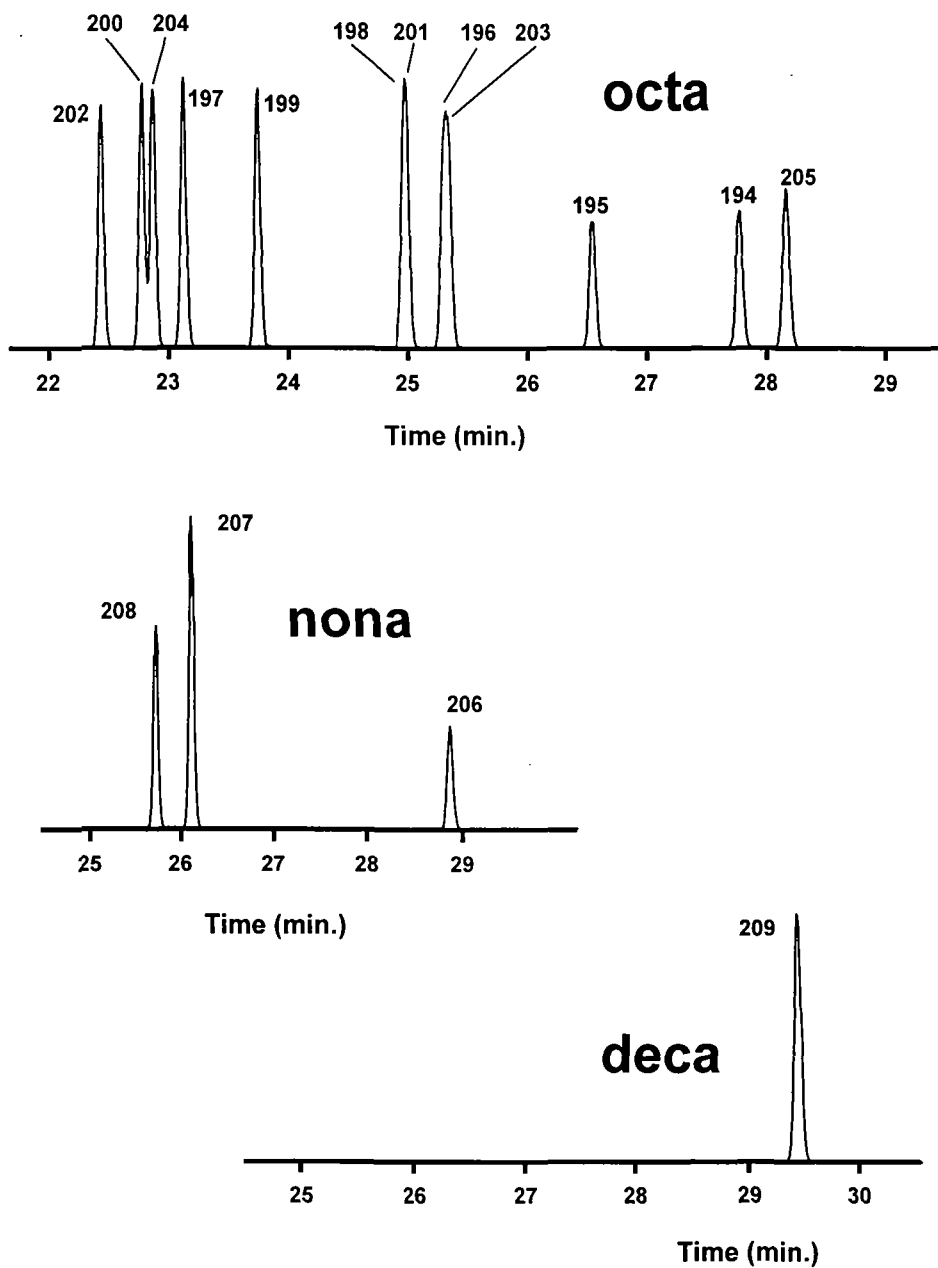 200 204 198 201 196 203
octa
202 197 199
195 194 205
22 23 24 25 26 27 28 29
Time (min.)
207
208
nona
206
25 26 27 28 29
Time (min.)
209
deca
25 26 27 28 29 30
Time (min.)